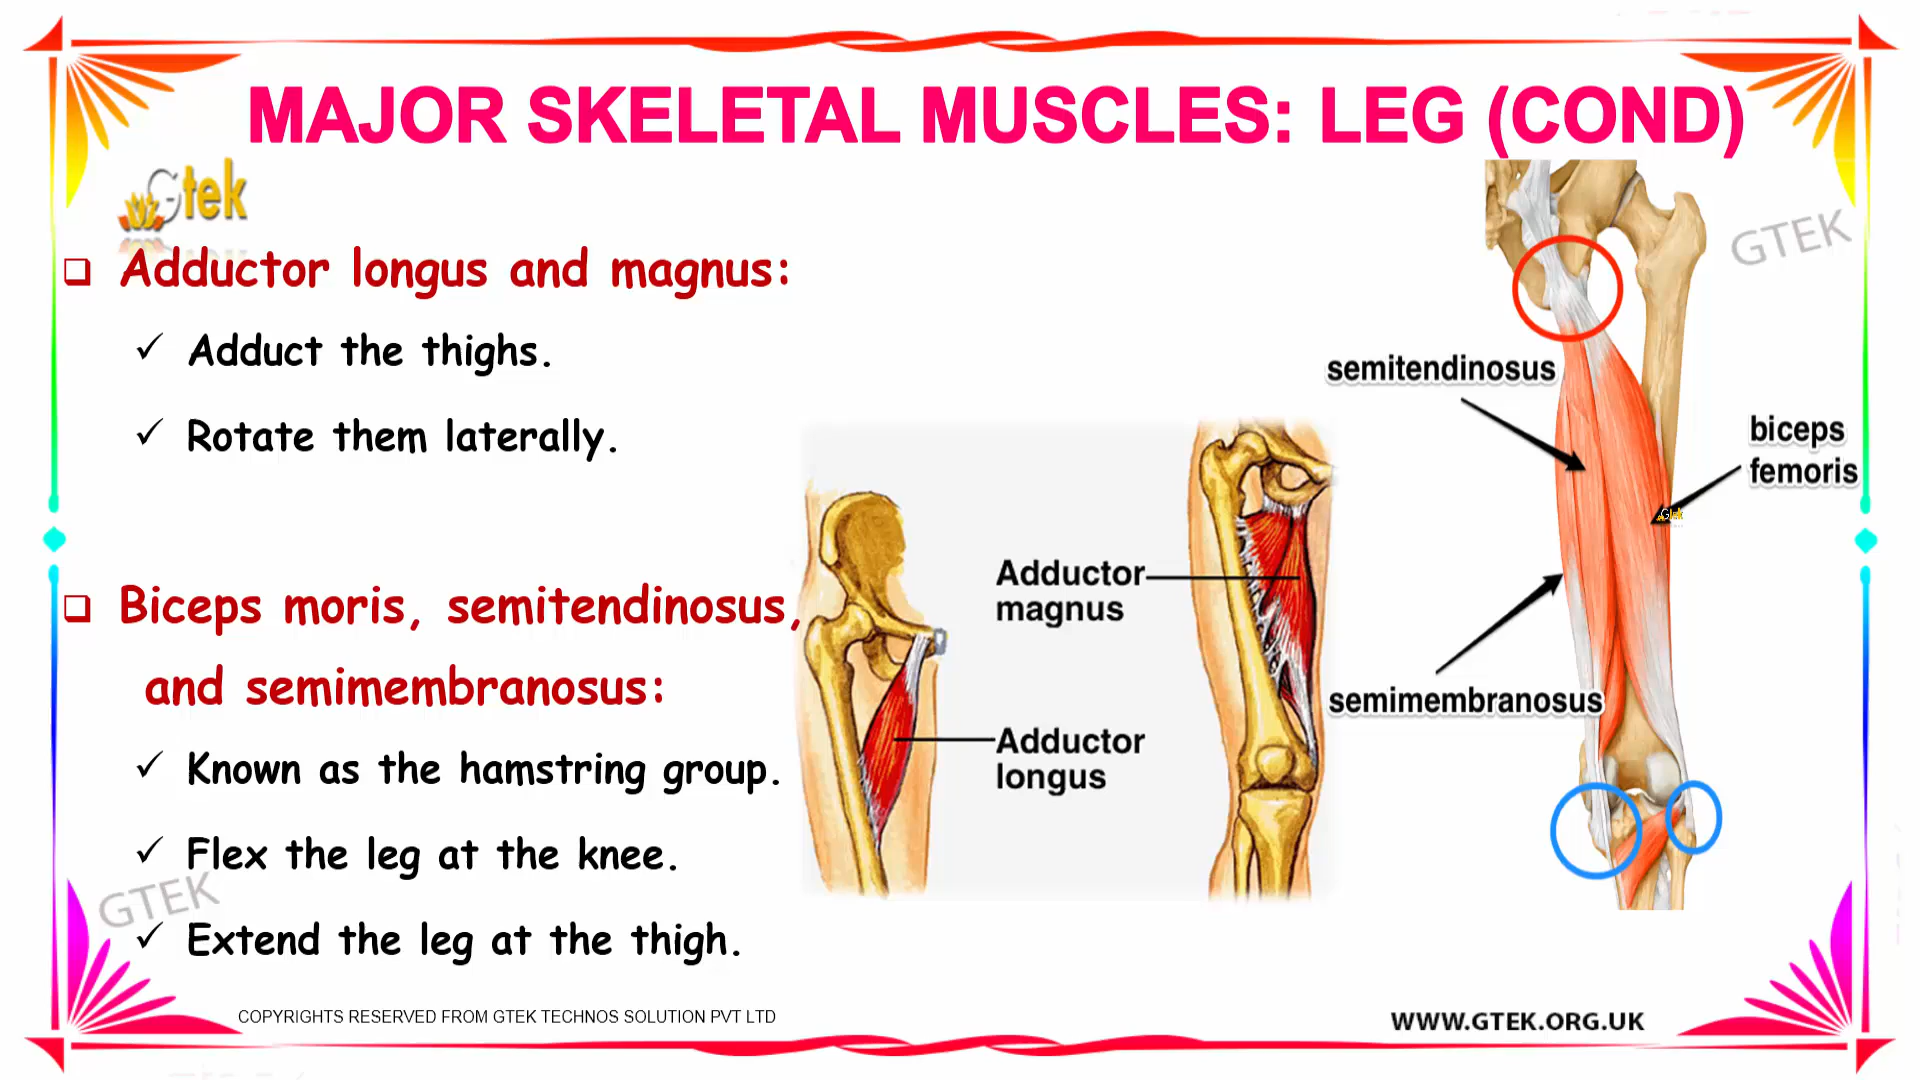 MAJOR SKELETAL MUSCLES: LEG (COND)
Gtek
GTEK
Adductor longus and magnus:
✓ Adduct the thighs.
✓ Rotate them laterally.
Biceps moris, semitendinosus,
and semimembranosus:
✓ Known as the hamstring group.
✓ Flex the leg at the knee.
✓ Extend the leg at the thigh.
GTEK
Adductor
magnus
Adductor
longus
semitendinosus
biceps
femoris
Gtek
semimembranosus
COPYRIGHTS RESERVED FROM GTEK TECHNOS SOLUTION PVT LTD
WWW.GTEK.ORG.UK